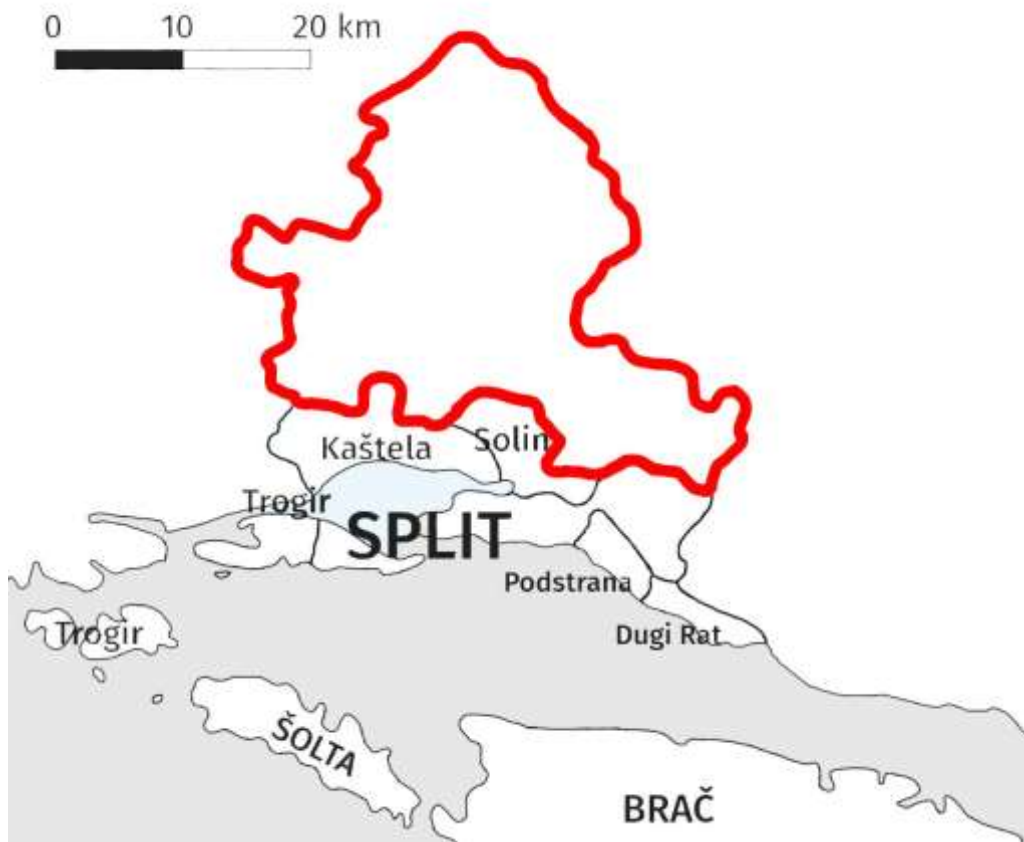 0 10 20 km
Kaštela
Solin
Trogir
SPLIT
Podstrana
Trogir
Dugi Rat
ŠOLTA
BRAČ